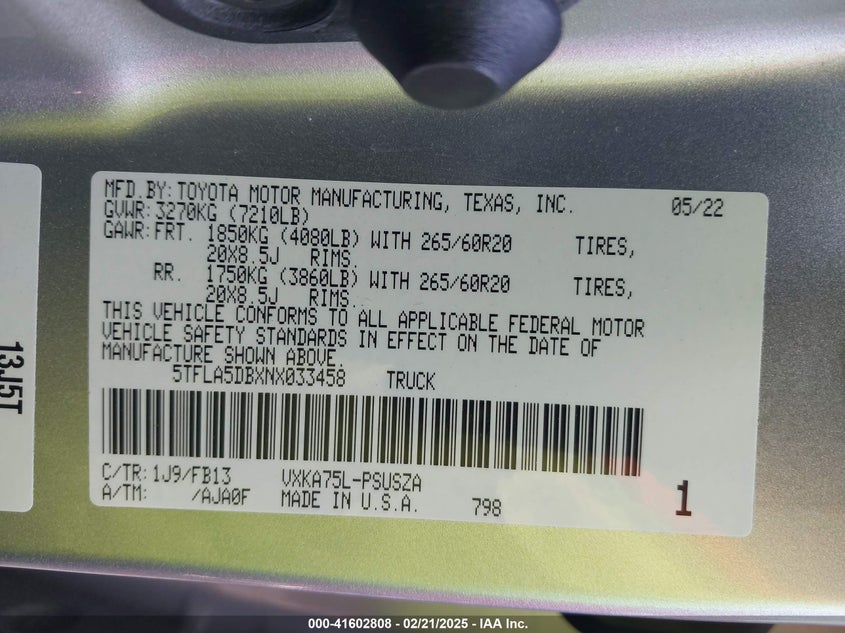 MFD.BY:TOYOTA MOTOR MANUFACTURING, TEXAS, INC. 05/22
GVWR:3270KG (7210LB)
GAWR:FRT. 1850KG (4080LB) WITH 265/60R20 TIRES,
20X8.5J RIMS.
RR. 1750KG (3860LB) WITH 265/60R20 TIRES,
20X8.5J RIMS.
THIS VEHICLE CONFORMS TO ALL APPLICABLE FEDERAL MOTOR
VEHICLE SAFETY STANDARDS IN EFFECT ON THE DATE OF
MANUFACTURE SHOWN ABOVE.
5TFLA5DBXNX033458 TRUCK
C/TR:1J9/FB13 VXKA75L-PSUSZA
A/TM: /AJA0F MADE IN U.S.A. 798 1
13J5T
000-41602808 - 02/21/2025 - IAA Inc.